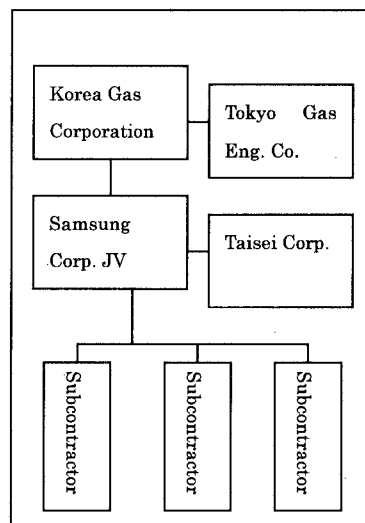 Korea Gas
Corporation
Tokyo Gas
Eng. Co.
Samsung
Corp. JV
Taisei Corp.
Subcontractor
Subcontractor
Subcontractor